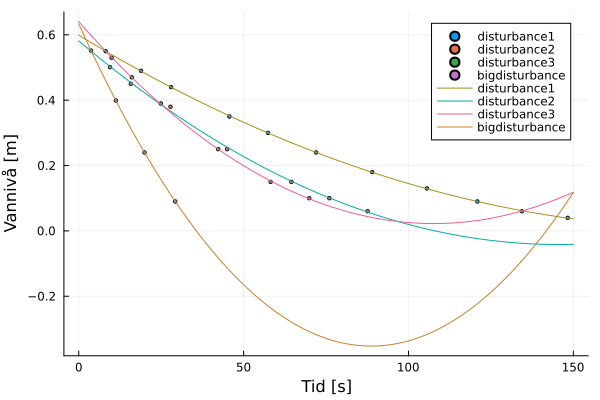 0.6
0.4
0.2
0.0
−0.2
Vannivå [m]
0
50
100
150
Tid [s]
disturbance1
disturbance2
disturbance3
bigdisturbance
disturbance1
disturbance2
disturbance3
bigdisturbance